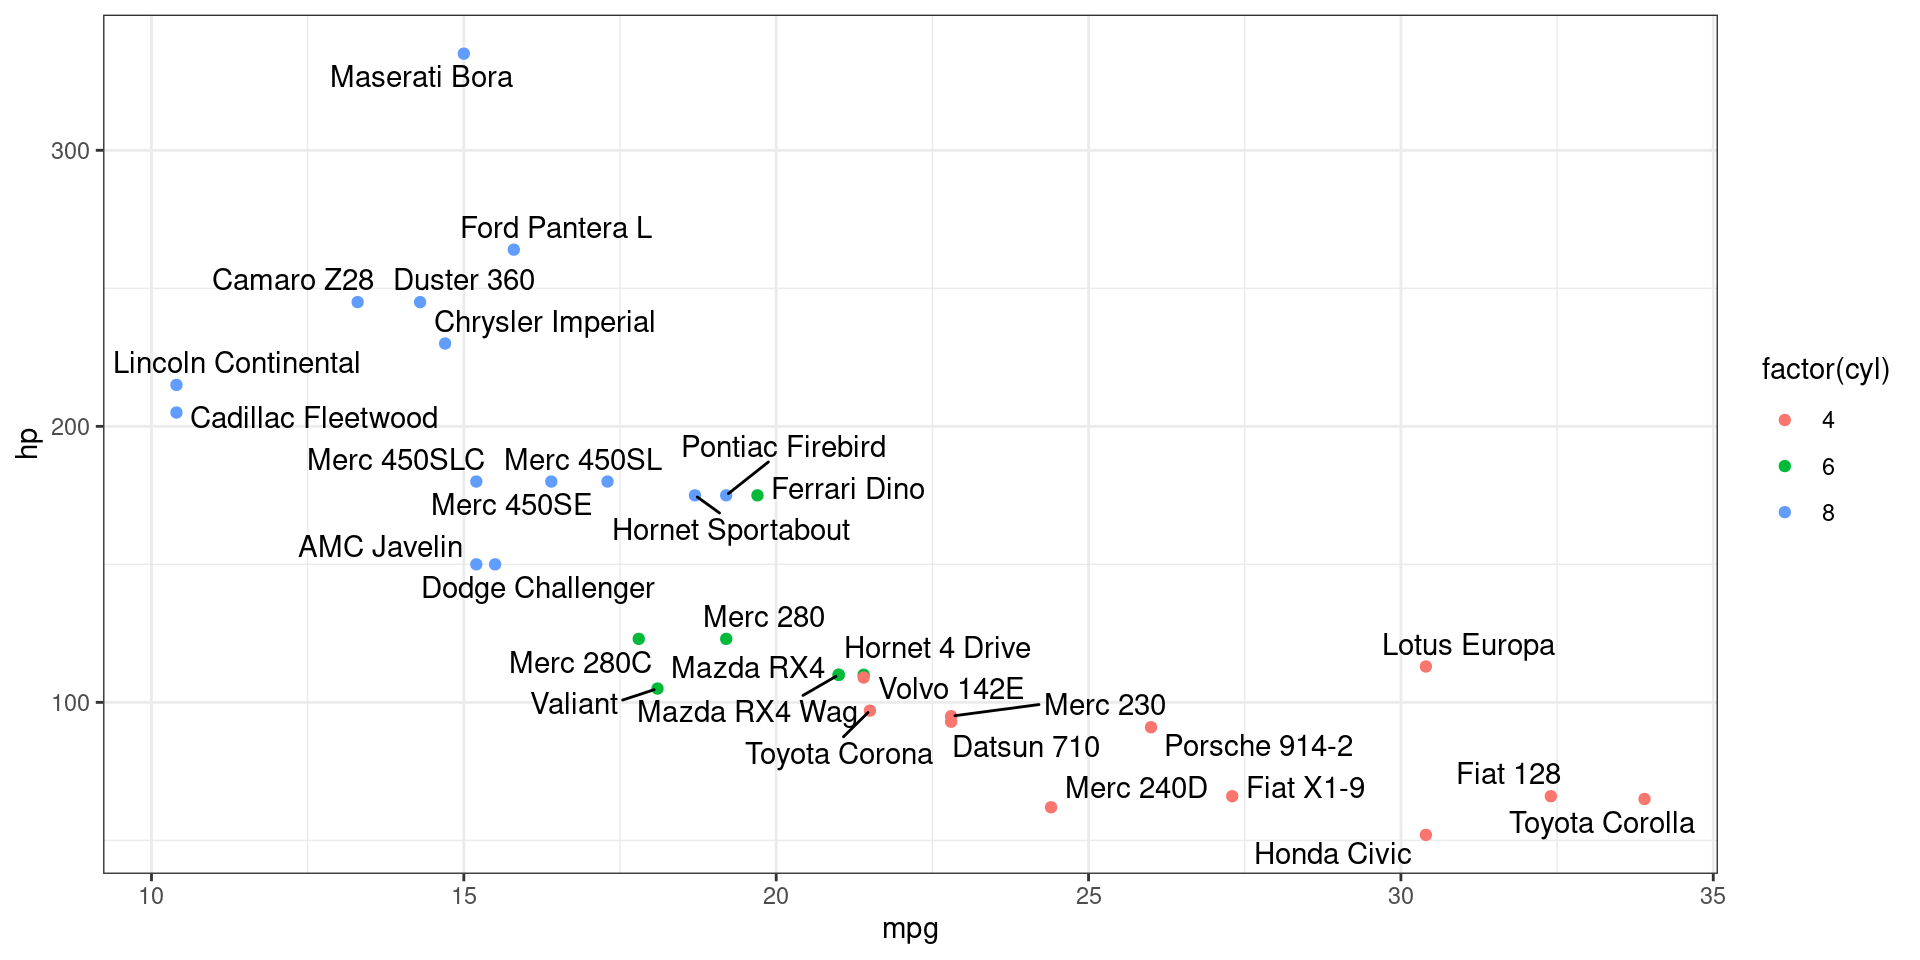 Maserati Bora
300
Ford Pantera L
Camaro Z28
Duster 360
Chrysler Imperial
Lincoln Continental
factor(cyl)
4
6
8
Cadillac Fleetwood
200
hp
Pontiac Firebird
Merc 450SLC
Merc 450SL
Ferrari Dino
Merc 450SE
Hornet Sportabout
AMC Javelin
Dodge Challenger
Merc 280
Hornet 4 Drive
Lotus Europa
Merc 280C
Mazda RX4
Volvo 142E
100
Valiant
Mazda RX4 Wag
Merc 230
Toyota Corona
Datsun 710
Porsche 914-2
Fiat 128
Merc 240D
Fiat X1-9
Toyota Corolla
Honda Civic
10
15
20
25
30
35
mpg